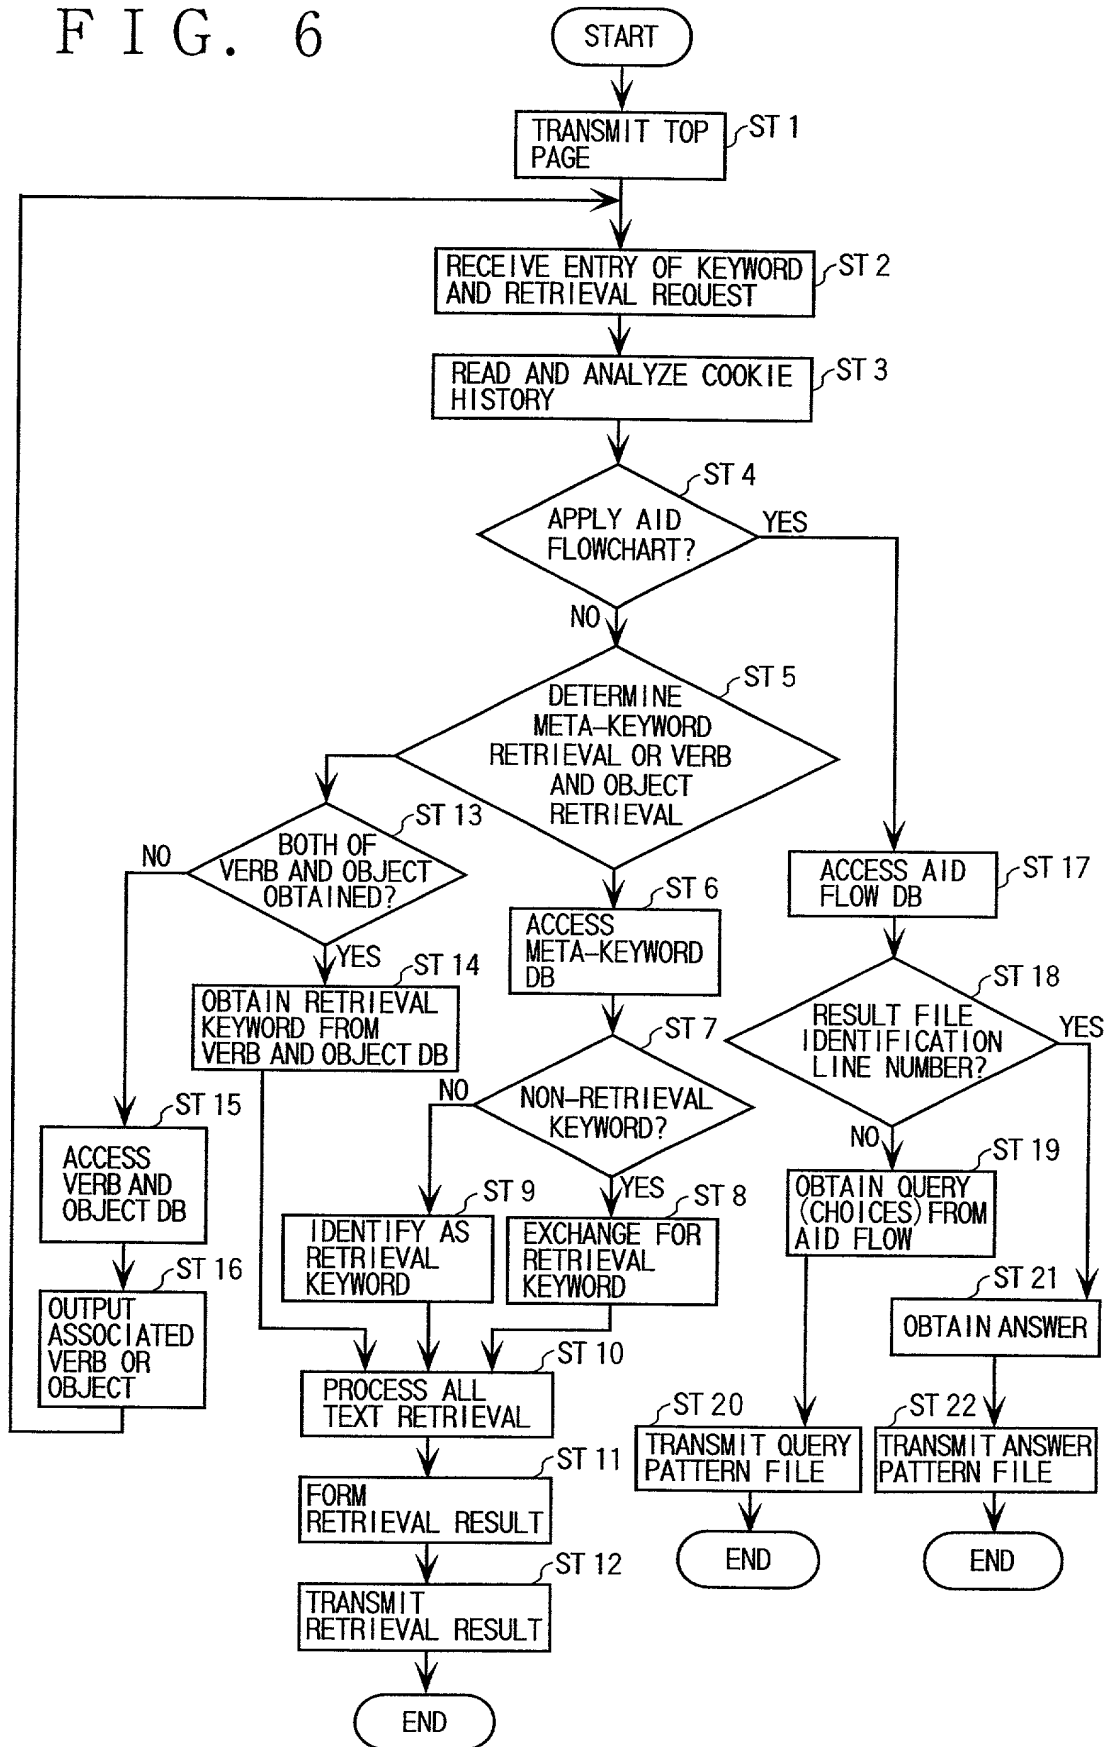 FIG. 6
START
ST 1
TRANSMIT TOP
PAGE
ST 2
RECEIVE ENTRY OF KEYWORD
AND RETRIEVAL REQUEST
ST 3
READ AND ANALYZE COOKIE
HISTORY
ST 4
APPLY AID
FLOWCHART?
YES
NO
ST 5
DETERMINE
META-KEYWORD
RETRIEVAL OR VERB
AND OBJECT
RETRIEVAL
ST 13
BOTH OF
VERB AND OBJECT
OBTAINED?
NO
YES
ST 14
OBTAIN RETRIEVAL
KEYWORD FROM
VERB AND OBJECT DB
ST 15
ACCESS
VERB AND
OBJECT DB
ST 16
OUTPUT
ASSOCIATED
VERB OR
OBJECT
ST 6
ACCESS
META-KEYWORD
DB
ST 7
NON-RETRIEVAL
KEYWORD?
NO
YES
ST 9
IDENTIFY AS
RETRIEVAL
KEYWORD
ST 8
EXCHANGE FOR
RETRIEVAL
KEYWORD
ST 10
PROCESS ALL
TEXT RETRIEVAL
ST 11
FORM
RETRIEVAL RESULT
ST 12
TRANSMIT
RETRIEVAL RESULT
END
ST 17
ACCESS AID
FLOW DB
ST 18
RESULT FILE
IDENTIFICATION
LINE NUMBER?
YES
NO
ST 19
OBTAIN QUERY
(CHOICES) FROM
AID FLOW
ST 20
TRANSMIT QUERY
PATTERN FILE
END
ST 21
OBTAIN ANSWER
ST 22
TRANSMIT ANSWER
PATTERN FILE
END